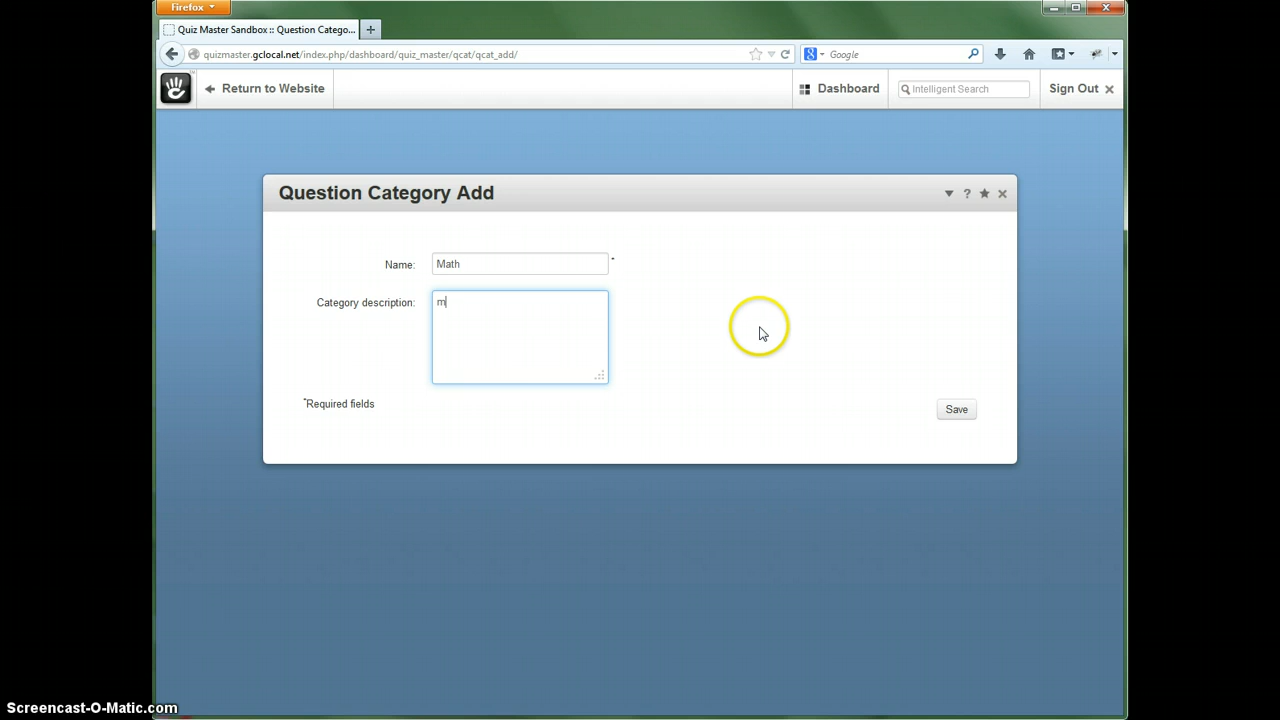 Firefox
Quiz Master Sandbox :: Question Catego...
quizmaster.gclocal.net/index.php/dashboard/quiz_master/qcat/qcat_add/
Google
Return to Website
Dashboard
Intelligent Search
Sign Out
Question Category Add
?
Name:
Math
*
Category description:
m
*Required fields
Save
Screencast-O-Matic.com